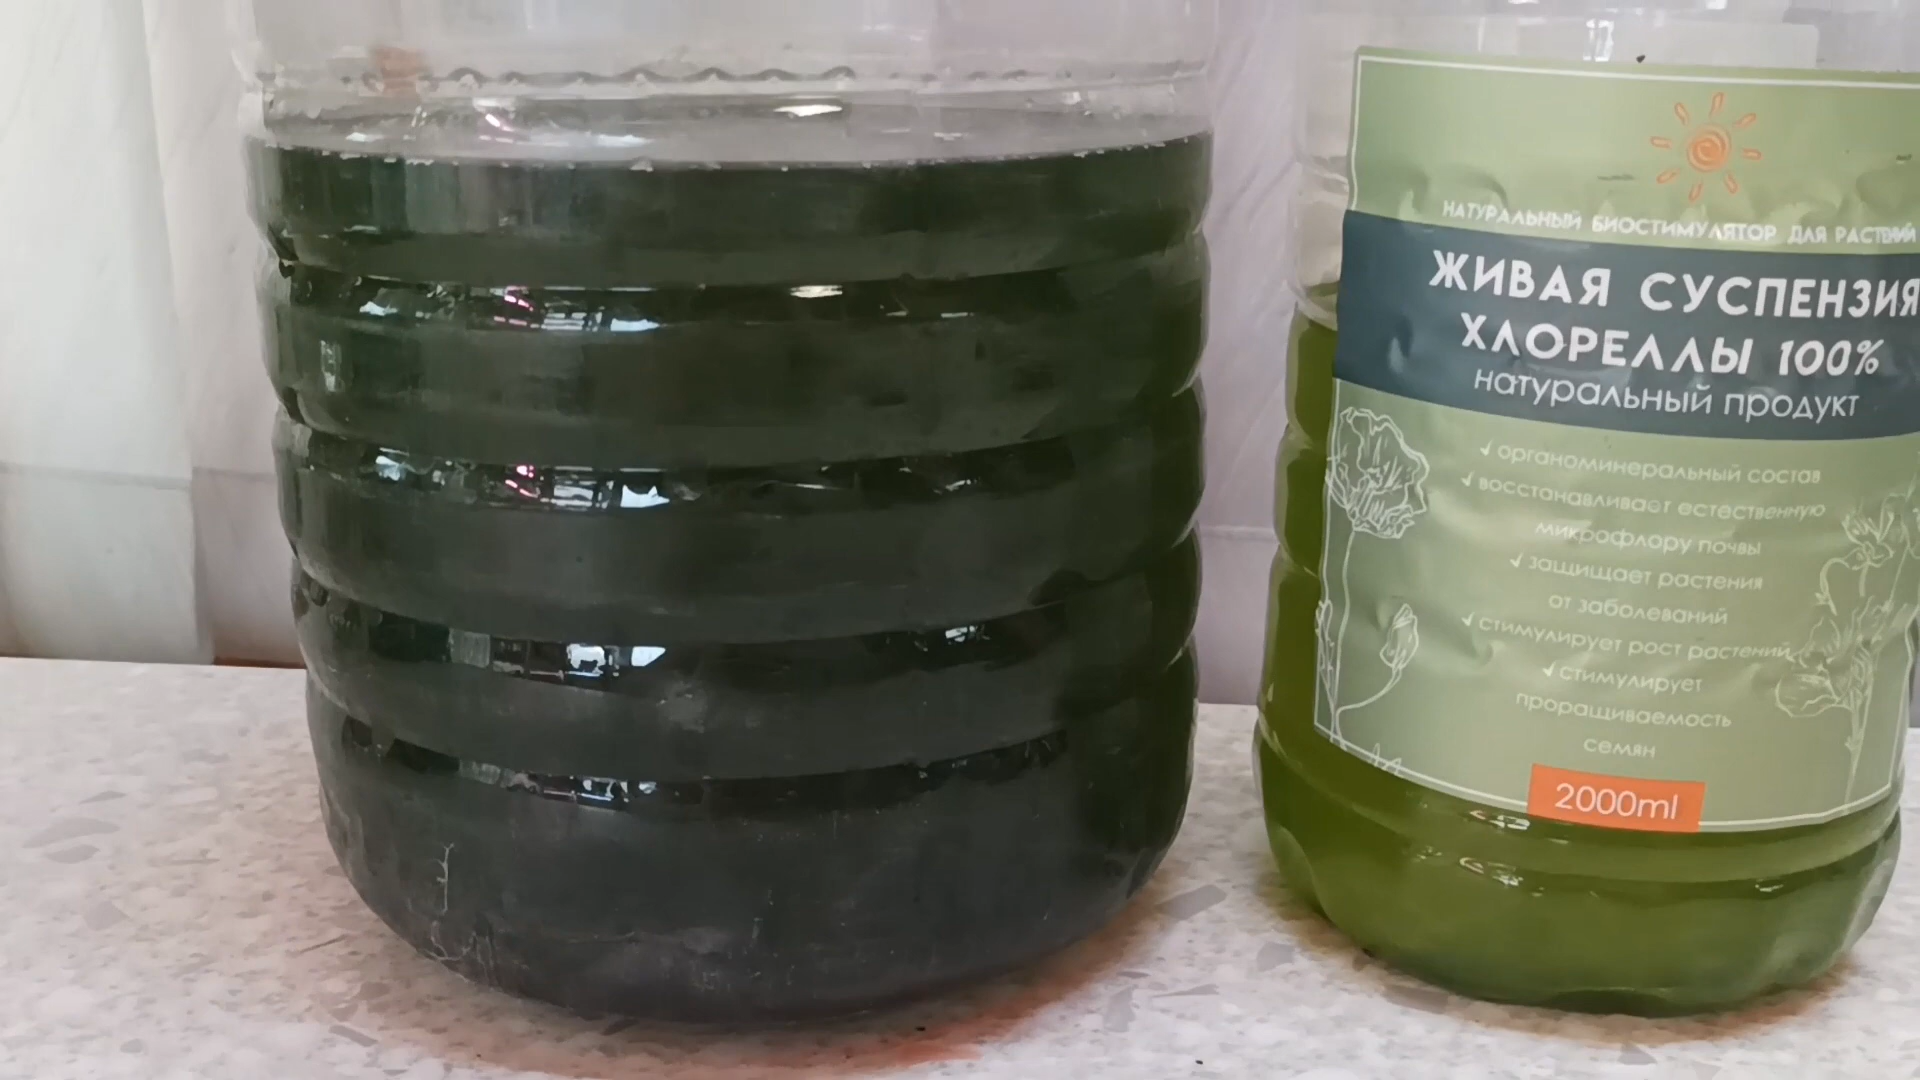 НАТУРАЛЬНЫЙ БИОСТИМУЛЯТОР ДЛЯ РАСТЕНИЙ
ЖИВАЯ СУСПЕНЗИЯ
ХЛОРЕЛЛЫ 100%
натуральный продукт
✓ органоминеральный состав
✓ восстанавливает естественную
микрофлору почвы
✓ защищает растения
от заболеваний
✓ стимулирует рост растений
✓ стимулирует
проращиваемость
семян
2000ml